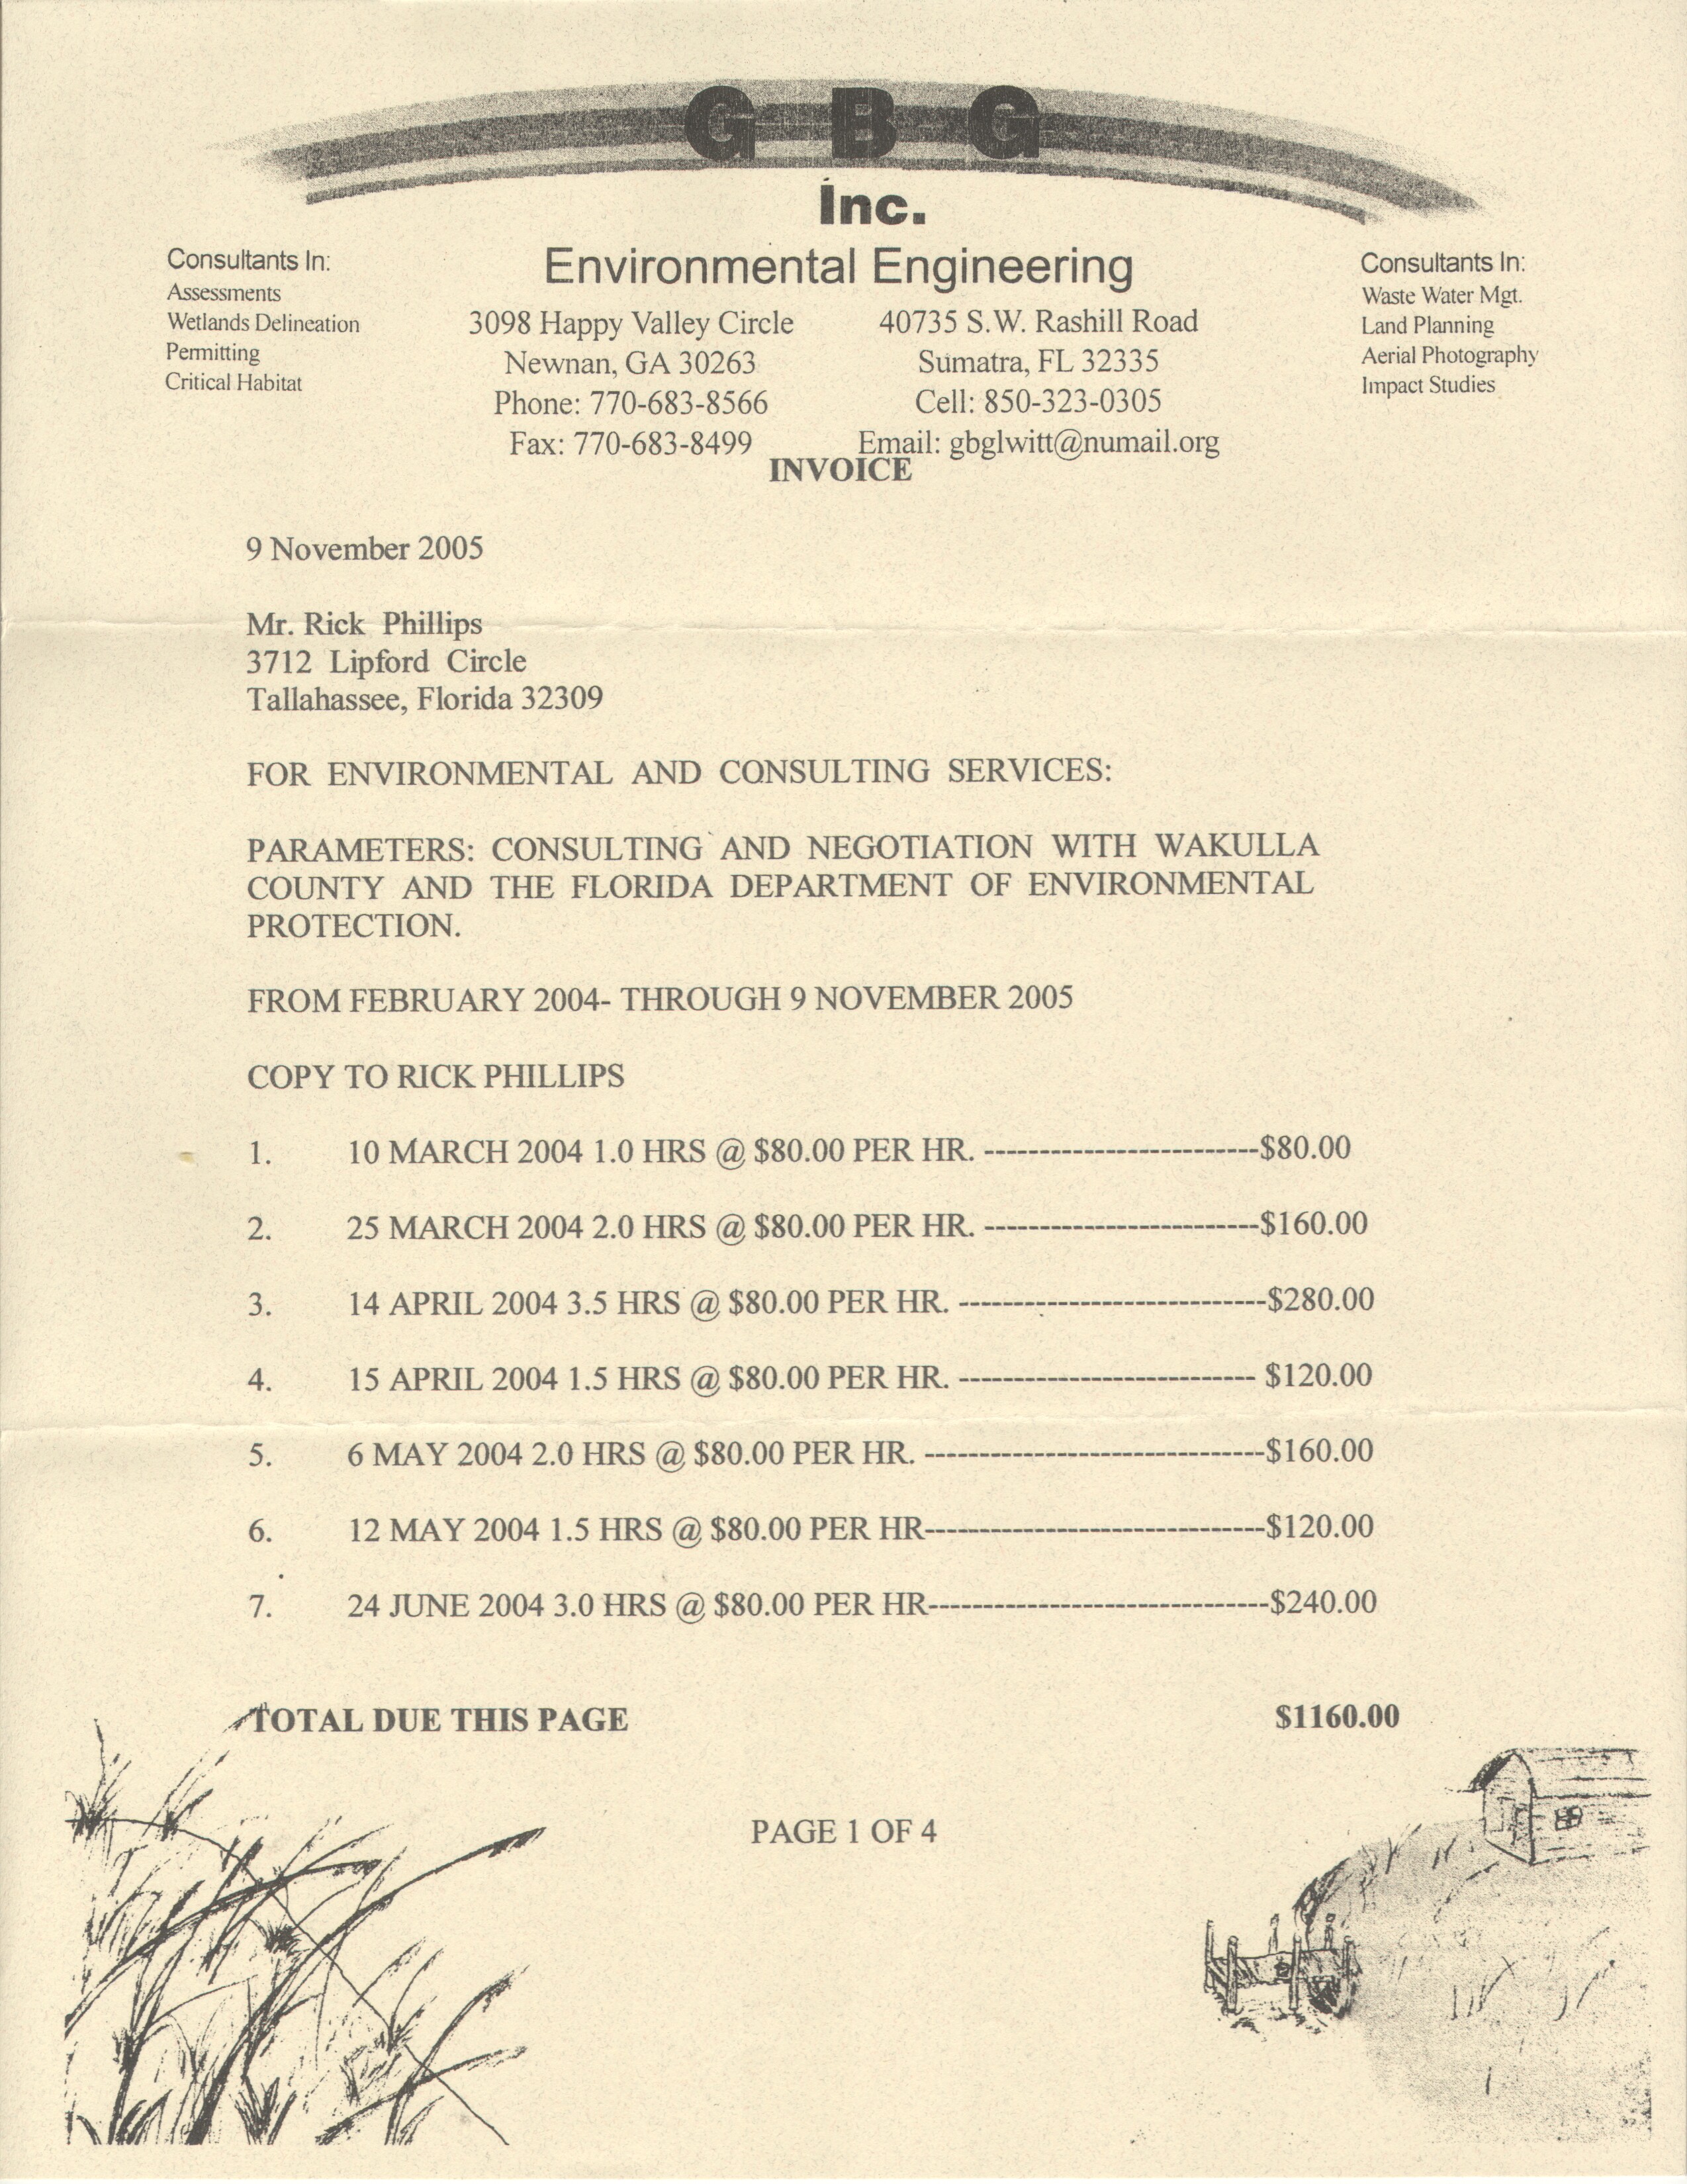 G B G
inc.
Environmental Engineering
Consultants In:
Assessments
Wetlands Delineation
Permitting
Critical Habitat
3098 Happy Valley Circle
Newnan, GA 30263
Phone: 770-683-8566
Fax: 770-683-8499
40735 S.W. Rashill Road
Sumatra, FL 32335
Cell: 850-323-0305
Email: gbglwitt@numail.org
Consultants In:
Waste Water Mgt.
Land Planning
Aerial Photography
Impact Studies
INVOICE
9 November 2005
Mr. Rick Phillips
3712 Lipford Circle
Tallahassee, Florida 32309
FOR ENVIRONMENTAL AND CONSULTING SERVICES:
PARAMETERS: CONSULTING AND NEGOTIATION WITH WAKULLA
COUNTY AND THE FLORIDA DEPARTMENT OF ENVIRONMENTAL
PROTECTION.
FROM FEBRUARY 2004- THROUGH 9 NOVEMBER 2005
COPY TO RICK PHILLIPS
1. 10 MARCH 2004 1.0 HRS @ $80.00 PER HR. -------------------------$80.00
2. 25 MARCH 2004 2.0 HRS @ $80.00 PER HR. -------------------------$160.00
3. 14 APRIL 2004 3.5 HRS @ $80.00 PER HR. ----------------------------$280.00
4. 15 APRIL 2004 1.5 HRS @ $80.00 PER HR. --------------------------- $120.00
5. 6 MAY 2004 2.0 HRS @ $80.00 PER HR. -------------------------------$160.00
6. 12 MAY 2004 1.5 HRS @ $80.00 PER HR-------------------------------$120.00
7. 24 JUNE 2004 3.0 HRS @ $80.00 PER HR-------------------------------$240.00
TOTAL DUE THIS PAGE $1160.00
PAGE 1 OF 4